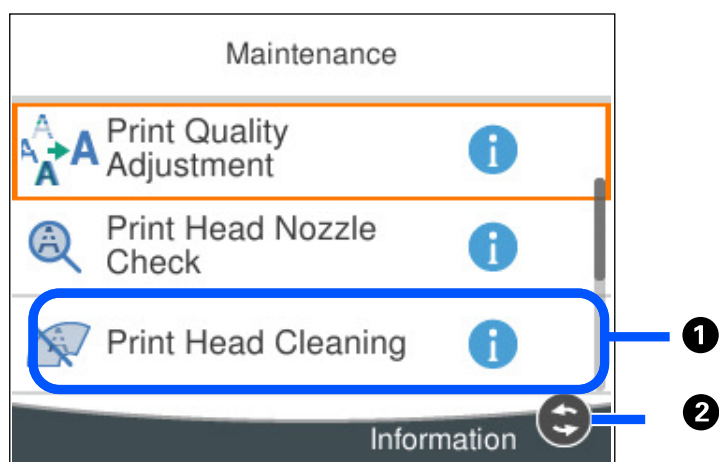 Maintenance
Print Quality
Adjustment
Print Head Nozzle
Check
Print Head Cleaning
1
2
Information